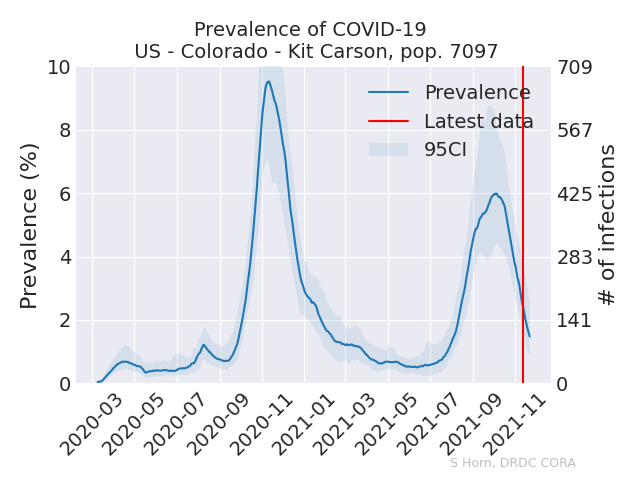 Prevalence of COVID-19
US - Colorado - Kit Carson, pop. 7097
Prevalence (%)
10
8
6
4
2
0
Prevalence
Latest data
95CI
709
567
425
283
141
0
# of infections
2020-03
2020-05
2020-07
2020-09
2020-11
2021-01
2021-03
2021-05
2021-07
2021-09
2021-11
S Horn, DRDC CORA